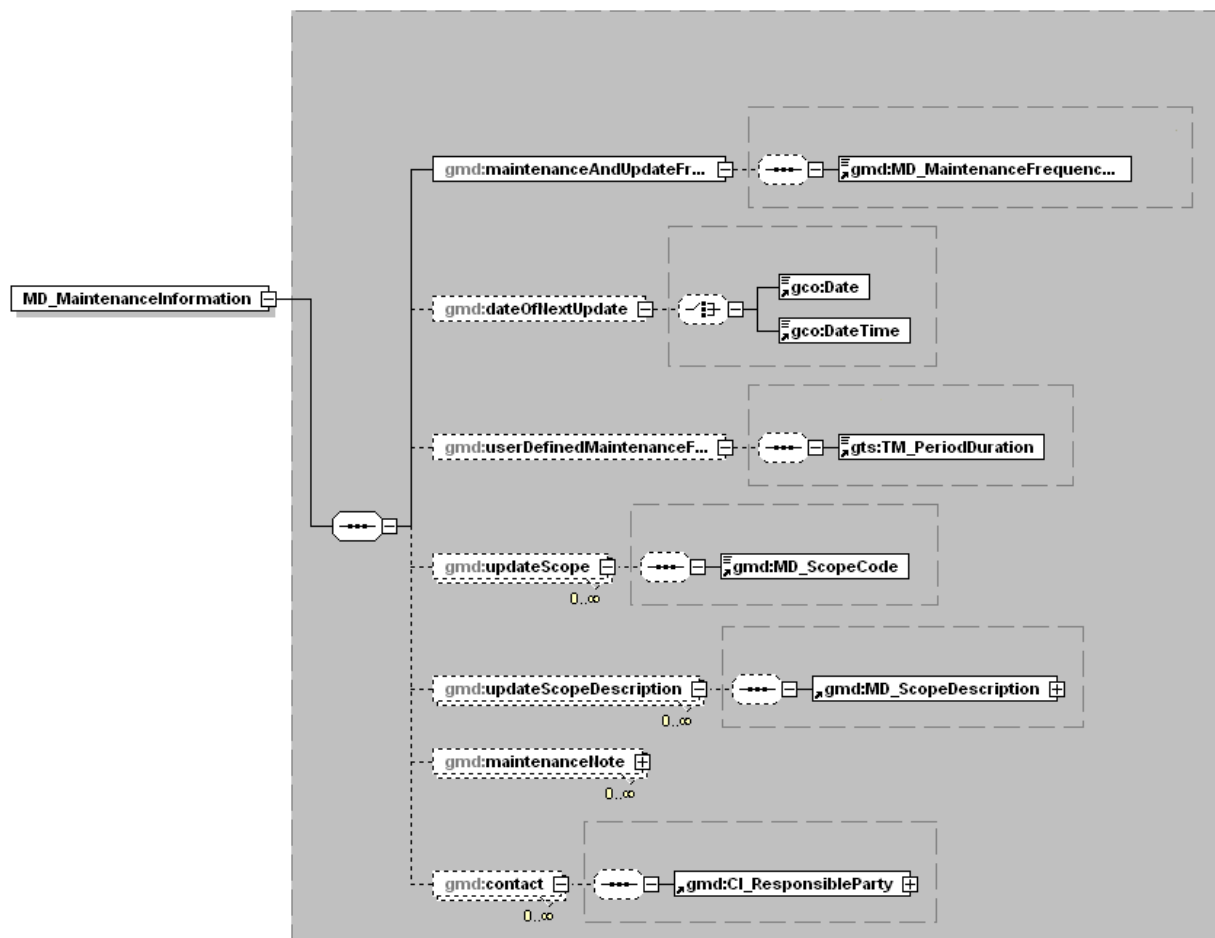 gmd:maintenanceAndUpdateFr...
gmd:MD_MaintenanceFrequenc...
MD_MaintenanceInformation
gmd:dateOfNextUpdate
gco:Date
gco:DateTime
gmd:userDefinedMaintenanceF...
gts:TM_PeriodDuration
gmd:updateScope
0..∞
gmd:MD_ScopeCode
gmd:updateScopeDescription
0..∞
gmd:MD_ScopeDescription
gmd:maintenanceNote
0..∞
gmd:contact
0..∞
gmd:CI_ResponsibleParty